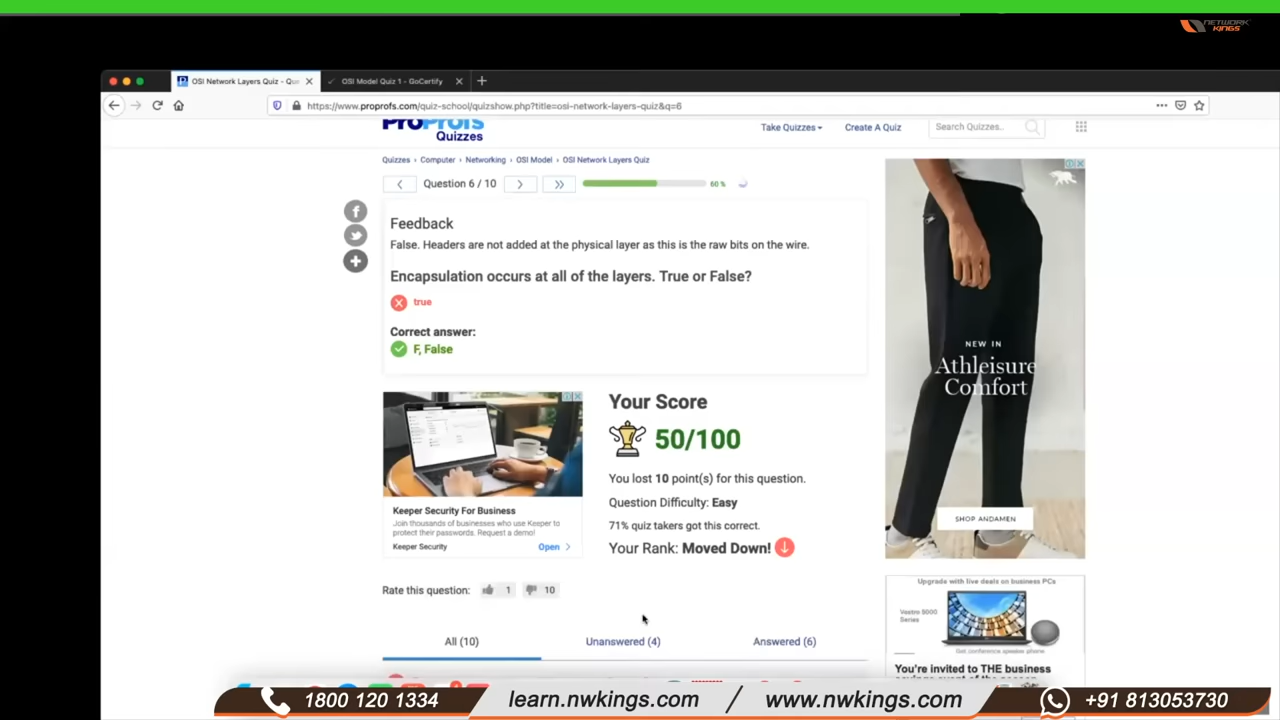 NETWORK
KINGS
OSI Network Layers Quiz - Qui
OSI Model Quiz 1 - GoCertify
https://www.proprofs.com/quiz-school/quizshow.php?title=osi-network-layers-quiz&q=6
ProProfs
Quizzes
Take Quizzes
Create A Quiz
Search Quizzes..
Quizzes › Computer › Networking › OSI Model › OSI Network Layers Quiz
Question 6 / 10
60 %
Feedback
False. Headers are not added at the physical layer as this is the raw bits on the wire.
Encapsulation occurs at all of the layers. True or False?
true
Correct answer:
F, False
Your Score
50/100
You lost 10 point(s) for this question.
Question Difficulty: Easy
71% quiz takers got this correct.
Your Rank: Moved Down!
Keeper Security For Business
Join thousands of businesses who use Keeper to
protect their passwords. Request a demo!
Keeper Security
Open
Rate this question:
1
10
All (10)
Unanswered (4)
Answered (6)
NEW IN
Athleisure
Comfort
SHOP ANDAMEN
Upgrade with live deals on business PCs
Vostro 5000
Series
Get conference speaker phone
You're invited to THE business
1800 120 1334
learn.nwkings.com / www.nwkings.com
+91 813053730